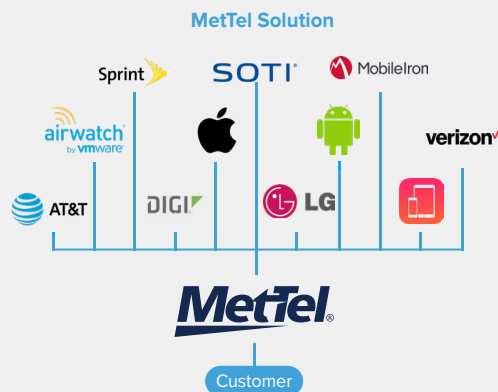 MetTel Solution
Sprint
SOTI®
MobileIron
airwatch®
by vmware®
verizon
AT&T
DIGI
LG
MetTel®
Customer